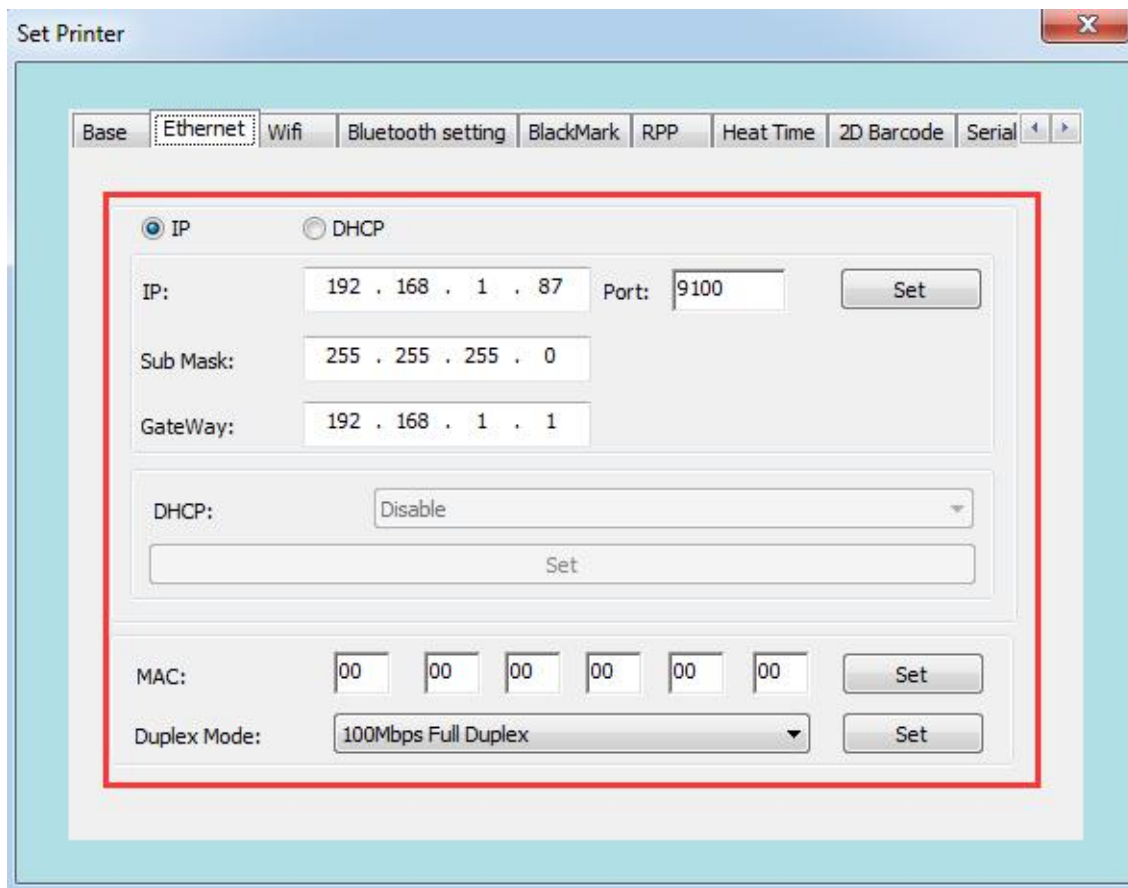 Set Printer
Base Ethernet Wifi Bluetooth setting BlackMark RPP Heat Time 2D Barcode Serial
IP DHCP
IP: 192 . 168 . 1 . 87 Port: 9100 Set
Sub Mask: 255 . 255 . 255 . 0
GateWay: 192 . 168 . 1 . 1
DHCP: Disable
Set
MAC: 00 00 00 00 00 00 Set
Duplex Mode: 100Mbps Full Duplex Set